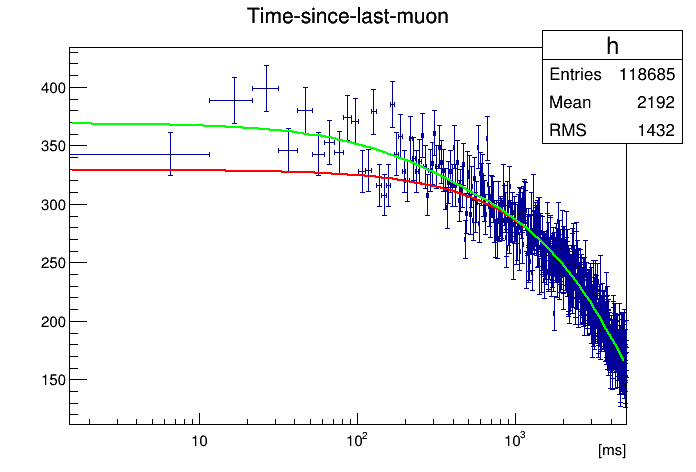 Time-since-last-muon
h
Entries 118685
Mean 2192
RMS 1432
400
350
300
250
200
150
10
10²
10³
[ms]